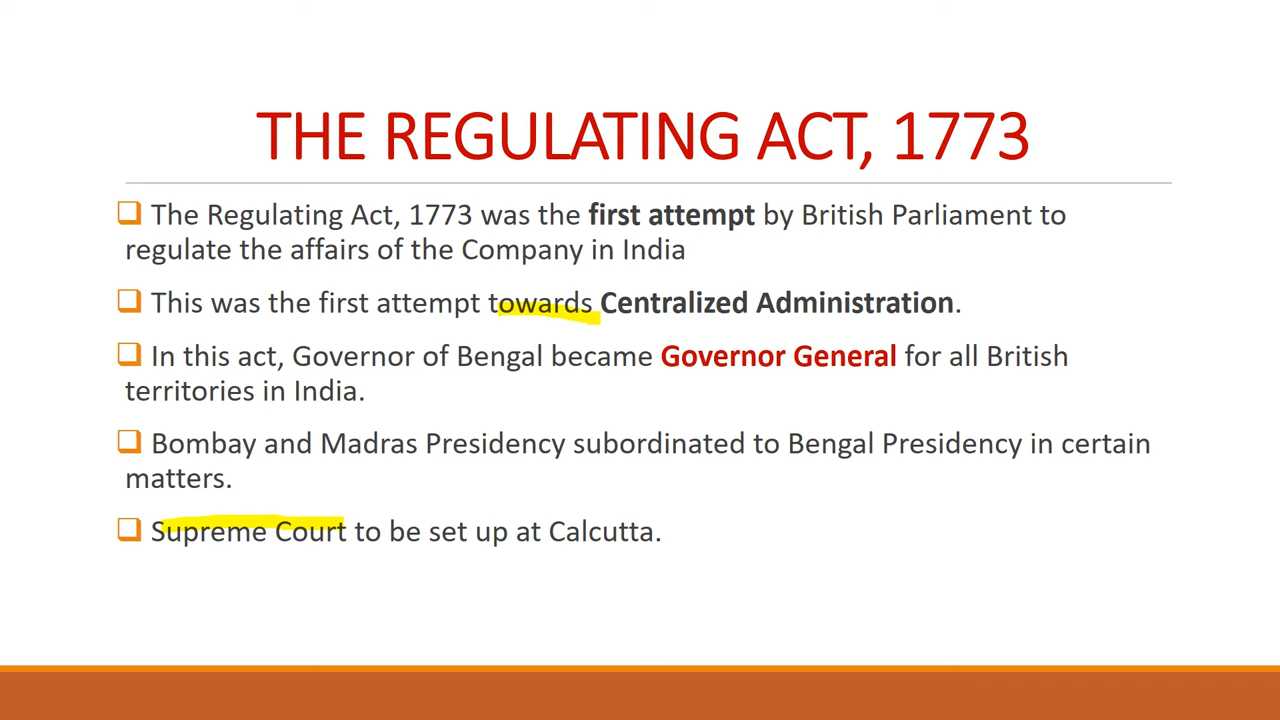 THE REGULATING ACT, 1773
The Regulating Act, 1773 was the first attempt by British Parliament to
regulate the affairs of the Company in India
This was the first attempt towards Centralized Administration.
In this act, Governor of Bengal became Governor General for all British
territories in India.
Bombay and Madras Presidency subordinated to Bengal Presidency in certain
matters.
Supreme Court to be set up at Calcutta.